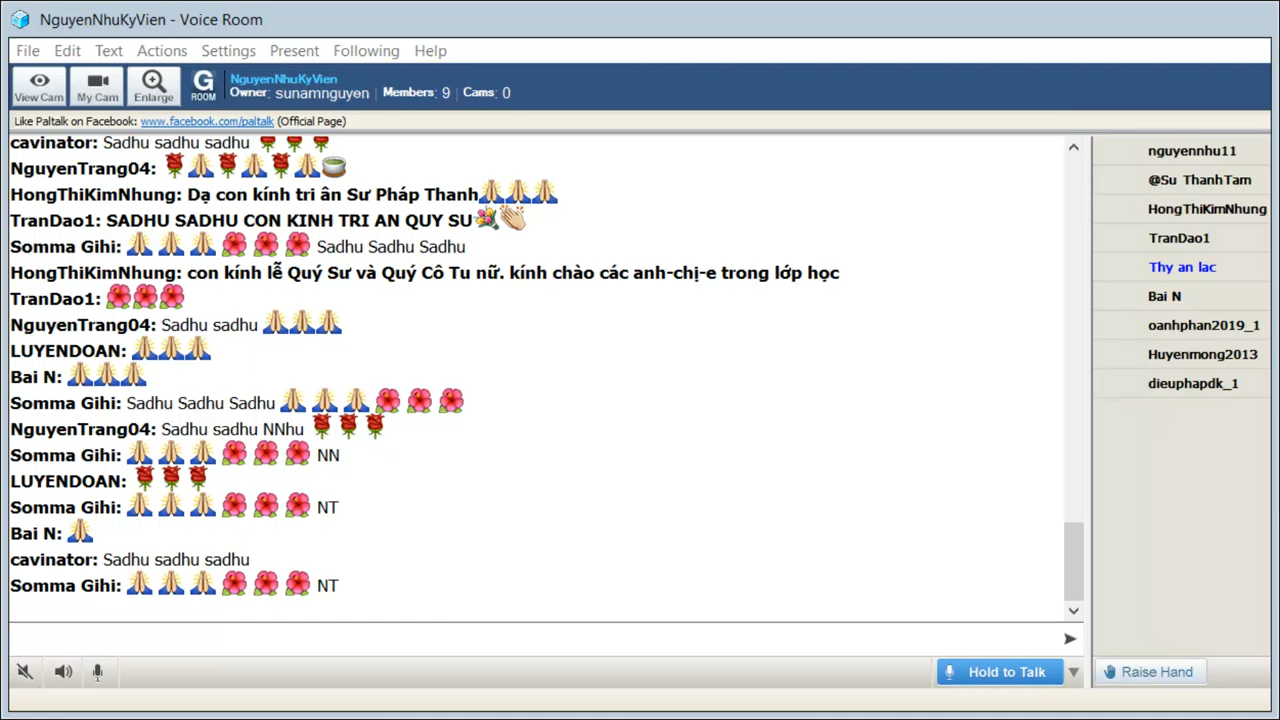 NguyenNhuKyVien - Voice Room
File Edit Text Actions Settings Present Following Help
View Cam My Cam Enlarge G ROOM
NguyenNhuKyVien
Owner: sunamnguyen | Members: 9 | Cams: 0
Like Paltalk on Facebook: www.facebook.com/paltalk (Official Page)
cavinator: Sadhu sadhu sadhu 🌹🌹🌹
NguyenTrang04: 🌹🙏🌹🙏🌹🙏🍵
HongThiKimNhung: Dạ con kính tri ân Sư Pháp Thanh🙏🙏🙏
TranDao1: SADHU SADHU CON KINH TRI AN QUY SU💐👏
Somma Gihi: 🙏🙏🙏🌺🌺🌺 Sadhu Sadhu Sadhu
HongThiKimNhung: con kính lễ Quý Sư và Quý Cô Tu nữ. kính chào các anh-chị-e trong lớp học
TranDao1: 🌺🌺🌺
NguyenTrang04: Sadhu sadhu 🙏🙏🙏
LUYENDOAN: 🙏🙏🙏
Bai N: 🙏🙏🙏
Somma Gihi: Sadhu Sadhu Sadhu 🙏🙏🙏🌺🌺🌺
NguyenTrang04: Sadhu sadhu NNhu 🌹🌹🌹
Somma Gihi: 🙏🙏🙏🌺🌺🌺 NN
LUYENDOAN: 🌹🌹🌹
Somma Gihi: 🙏🙏🙏🌺🌺🌺 NT
Bai N: 🙏
cavinator: Sadhu sadhu sadhu
Somma Gihi: 🙏🙏🙏🌺🌺🌺 NT
nguyennhu11
@Su ThanhTam
HongThiKimNhung
TranDao1
Thy an lac
Bai N
oanhphan2019_1
Huyenmong2013
dieuphapdk_1
Hold to Talk
Raise Hand